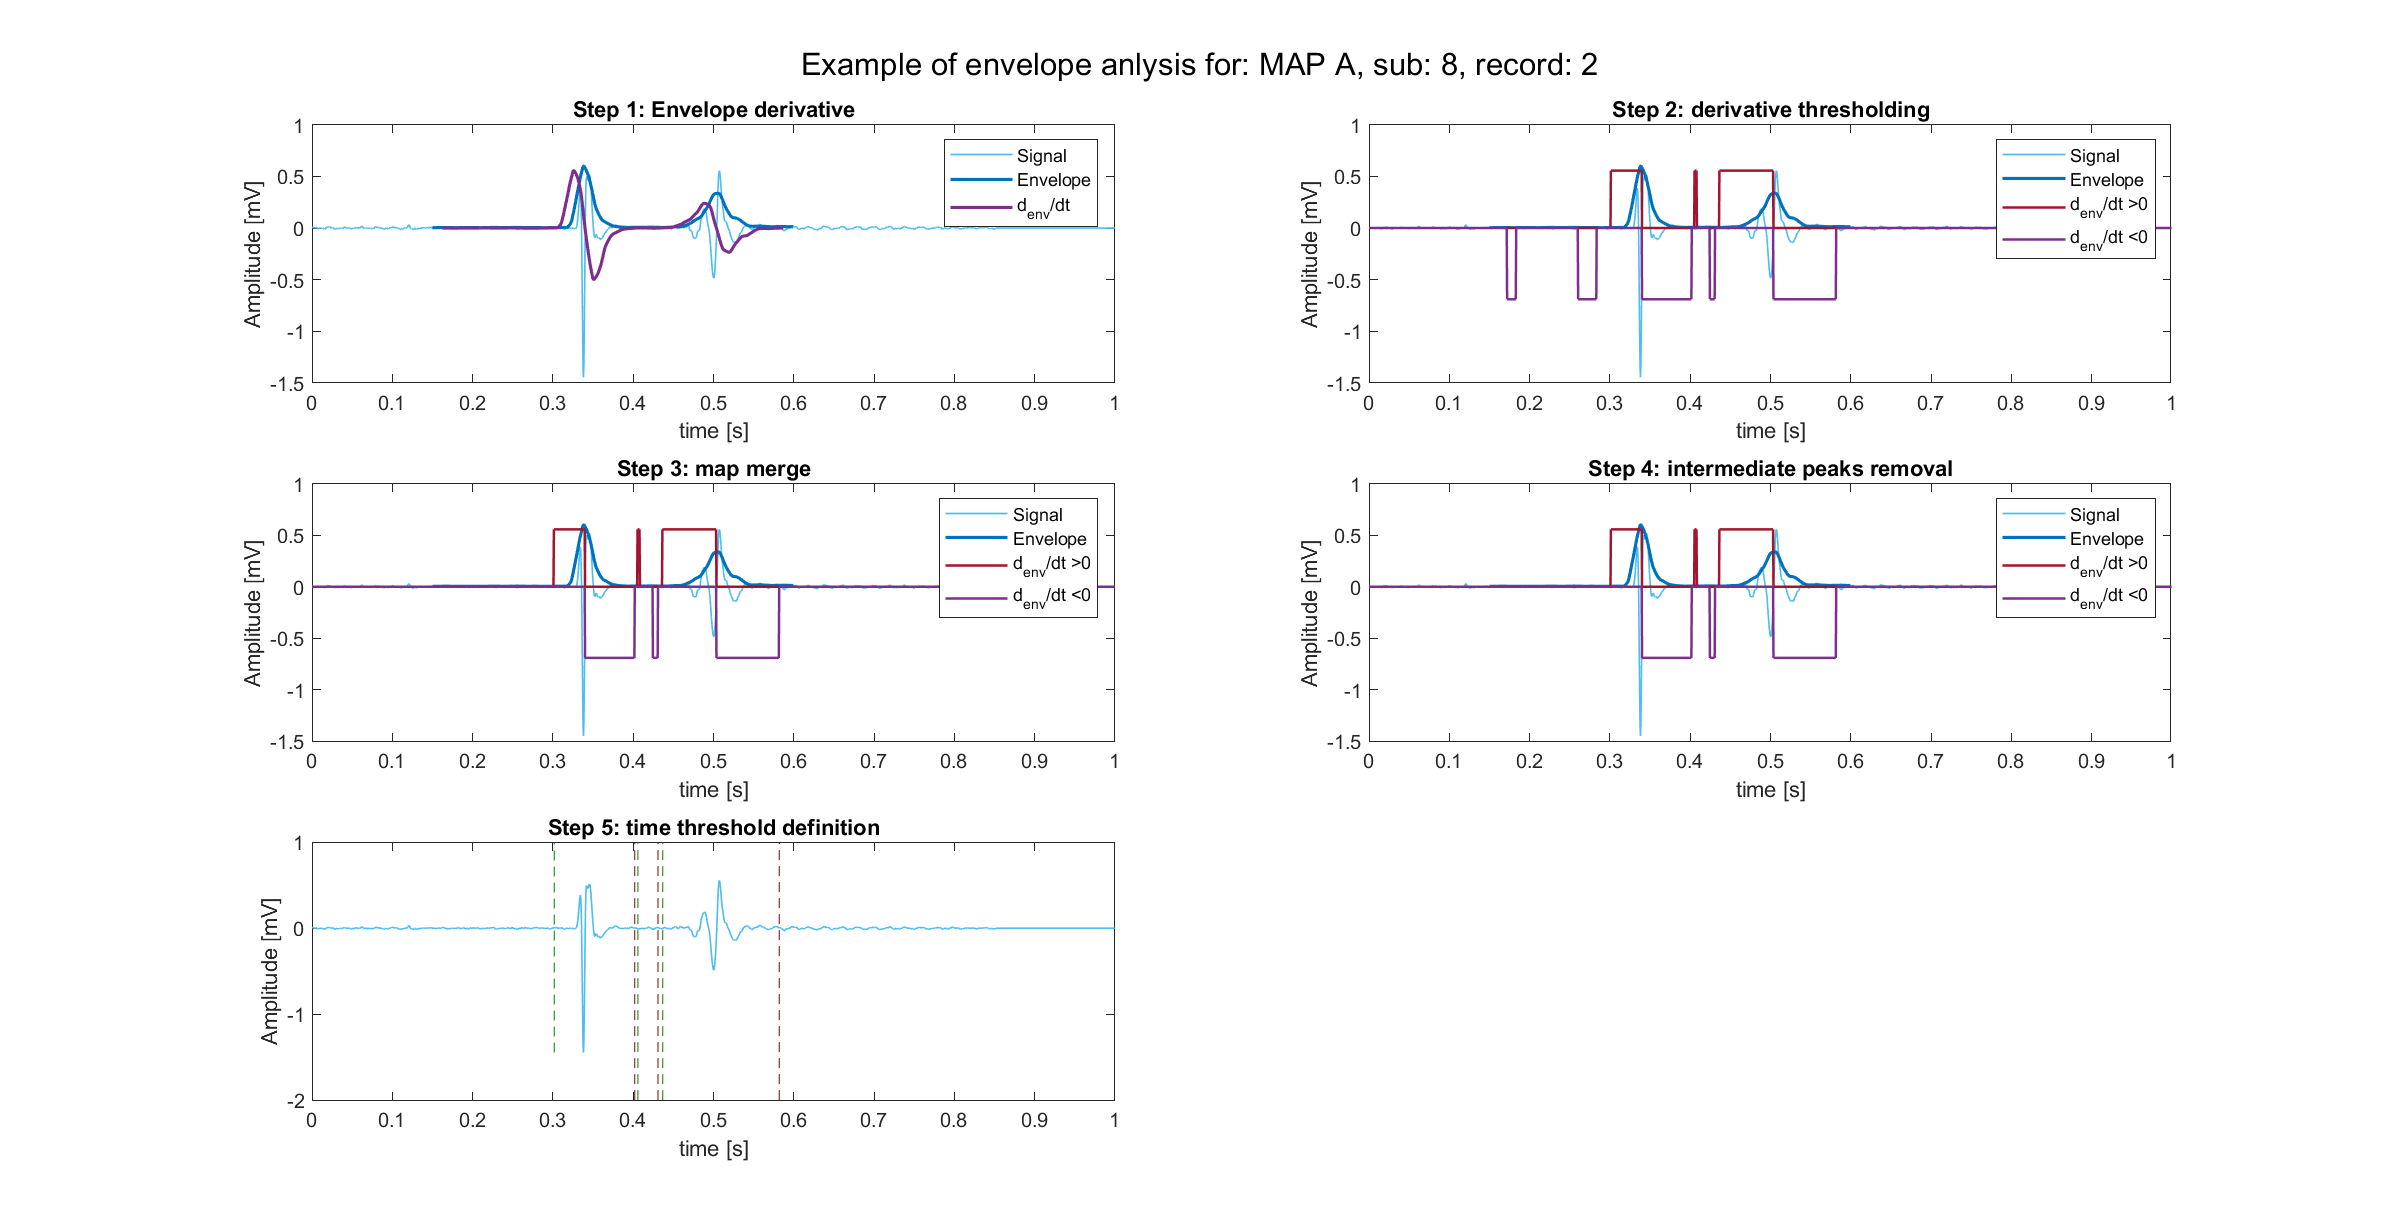 Example of envelope anlysis for: MAP A, sub: 8, record: 2
Step 1: Envelope derivative
Amplitude [mV]
1
0.5
0
-0.5
-1
-1.5
0 0.1 0.2 0.3 0.4 0.5 0.6 0.7 0.8 0.9 1
time [s]
Signal
Envelope
d_env/dt
Step 2: derivative thresholding
Amplitude [mV]
1
0.5
0
-0.5
-1
-1.5
0 0.1 0.2 0.3 0.4 0.5 0.6 0.7 0.8 0.9 1
time [s]
Signal
Envelope
d_env/dt >0
d_env/dt <0
Step 3: map merge
Amplitude [mV]
1
0.5
0
-0.5
-1
-1.5
0 0.1 0.2 0.3 0.4 0.5 0.6 0.7 0.8 0.9 1
time [s]
Signal
Envelope
d_env/dt >0
d_env/dt <0
Step 4: intermediate peaks removal
Amplitude [mV]
1
0.5
0
-0.5
-1
-1.5
0 0.1 0.2 0.3 0.4 0.5 0.6 0.7 0.8 0.9 1
time [s]
Signal
Envelope
d_env/dt >0
d_env/dt <0
Step 5: time threshold definition
Amplitude [mV]
1
0
-1
-2
0 0.1 0.2 0.3 0.4 0.5 0.6 0.7 0.8 0.9 1
time [s]